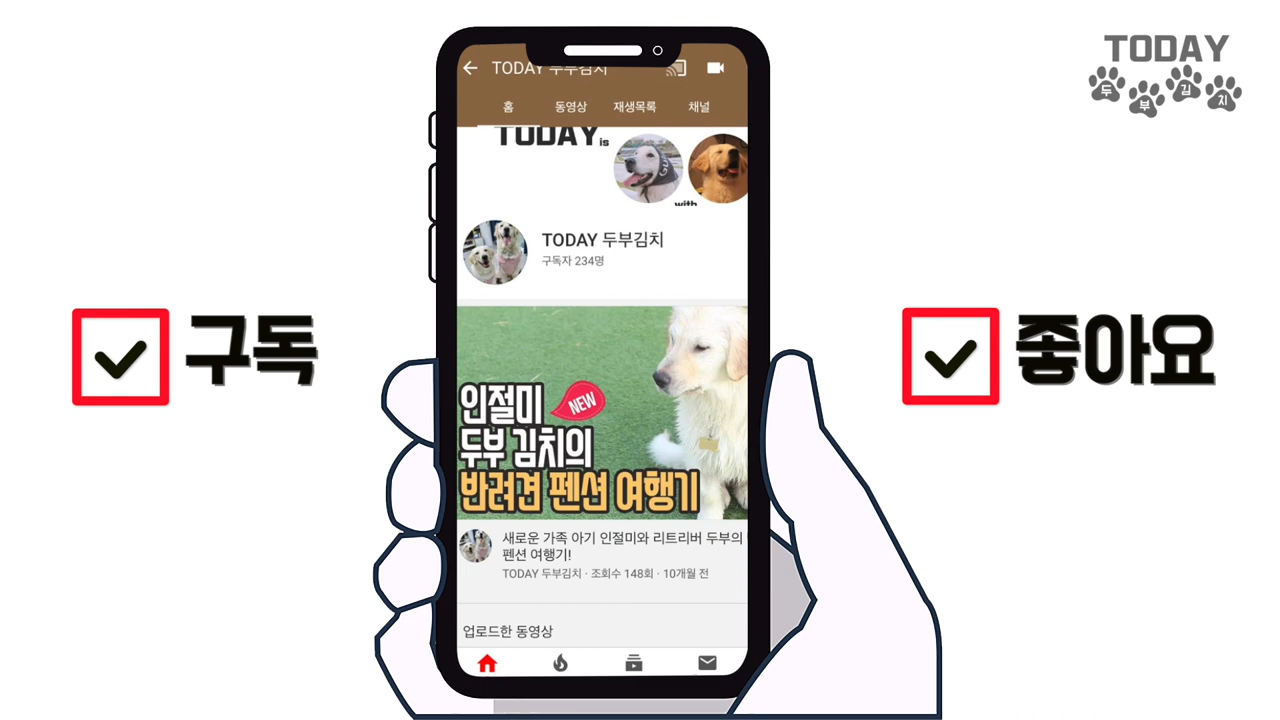 TODAY
두부김지
TODAY 두부김치
홈 동영상 재생목록 채널
TODAY is
with
TODAY 두부김치
구독자 234명
구독
좋아요
인절미 NEW
두부 김치의
반려견 펜션 여행기
새로운 가족 아기 인절미와 리트리버 두부의
펜션 여행기!
TODAY 두부김치 · 조회수 148회 · 10개월 전
업로드한 동영상